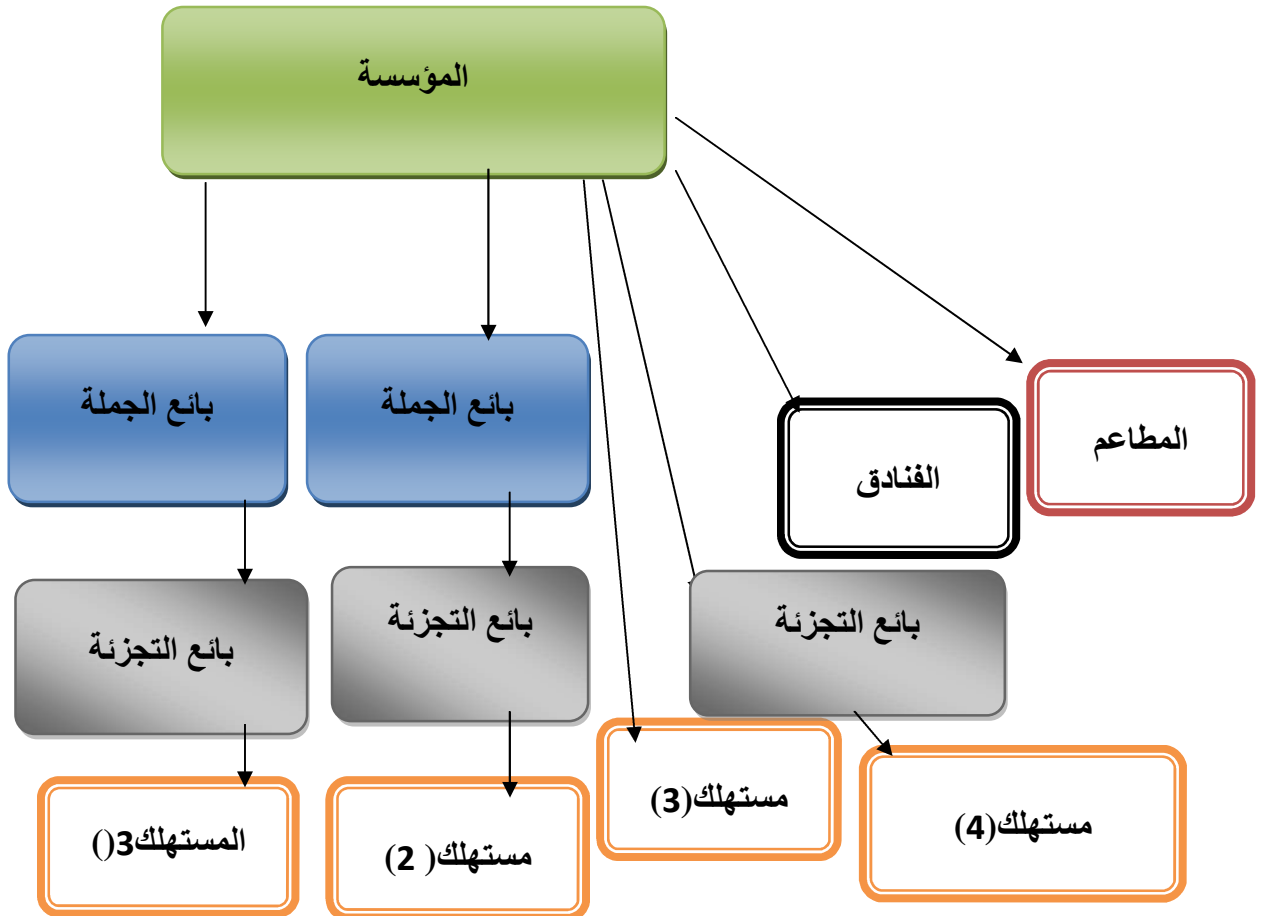 المؤسسة
المطاعم
الفنادق
بائع الجملة
بائع الجملة
بائع التجزئة
بائع التجزئة
بائع التجزئة
مستهلك(4)
مستهلك(3)
مستهلك( 2)
المستهلك3()